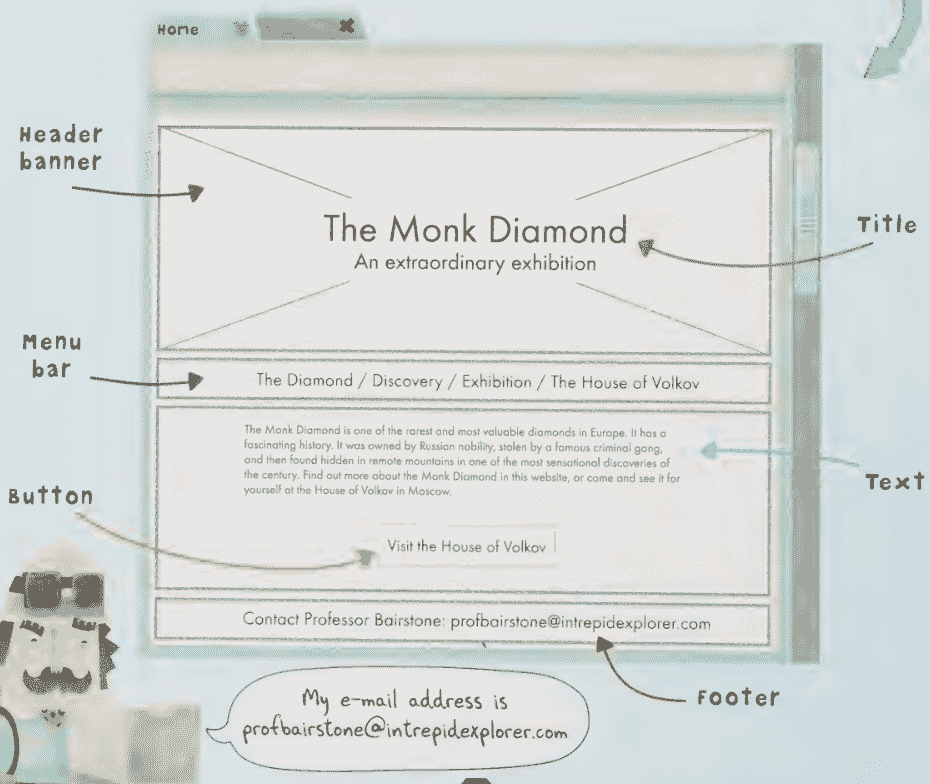 Home
Header
banner
The Monk Diamond
Title
An extraordinary exhibition
Menu
bar
The Diamond / Discovery / Exhibition / The House of Volkov
The Monk Diamond is one of the rarest and most valuable diamonds in Europe. It has a
fascinating history. It was owned by Russian nobility, stolen by a famous criminal gang,
and then found hidden in remote mountains in one of the most sensational discoveries of
the century. Find out more about the Monk Diamond in this website, or come and see it for
yourself at the House of Volkov in Moscow.
Text
Button
Visit the House of Volkov
Contact Professor Bairstone: profbairstone@intrepidexplorer.com
Footer
My e-mail address is
profbairstone@intrepidexplorer.com